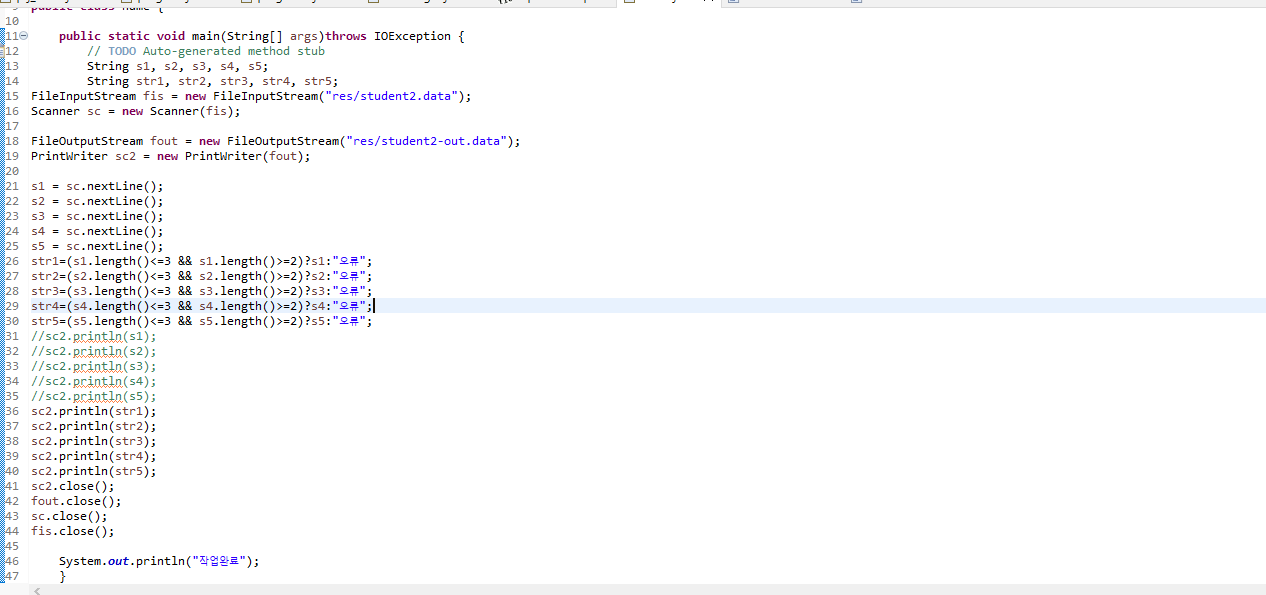 9 public class name {
10
11 public static void main(String[] args)throws IOException {
12 // TODO Auto-generated method stub
13 String s1, s2, s3, s4, s5;
14 String str1, str2, str3, str4, str5;
15 FileInputStream fis = new FileInputStream("res/student2.data");
16 Scanner sc = new Scanner(fis);
17
18 FileOutputStream fout = new FileOutputStream("res/student2-out.data");
19 PrintWriter sc2 = new PrintWriter(fout);
20
21 s1 = sc.nextLine();
22 s2 = sc.nextLine();
23 s3 = sc.nextLine();
24 s4 = sc.nextLine();
25 s5 = sc.nextLine();
26 str1=(s1.length()<=3 && s1.length()>=2)?s1:"오류";
27 str2=(s2.length()<=3 && s2.length()>=2)?s2:"오류";
28 str3=(s3.length()<=3 && s3.length()>=2)?s3:"오류";
29 str4=(s4.length()<=3 && s4.length()>=2)?s4:"오류";
30 str5=(s5.length()<=3 && s5.length()>=2)?s5:"오류";
31 //sc2.println(s1);
32 //sc2.println(s2);
33 //sc2.println(s3);
34 //sc2.println(s4);
35 //sc2.println(s5);
36 sc2.println(str1);
37 sc2.println(str2);
38 sc2.println(str3);
39 sc2.println(str4);
40 sc2.println(str5);
41 sc2.close();
42 fout.close();
43 sc.close();
44 fis.close();
45
46 System.out.println("작업완료");
47 }